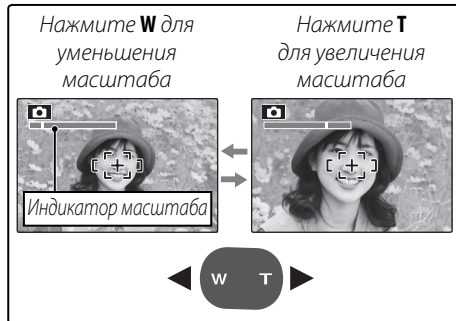 Нажмите W для
уменьшения
масштаба
Нажмите T
для увеличения
масштаба
Индикатор масштаба
W T